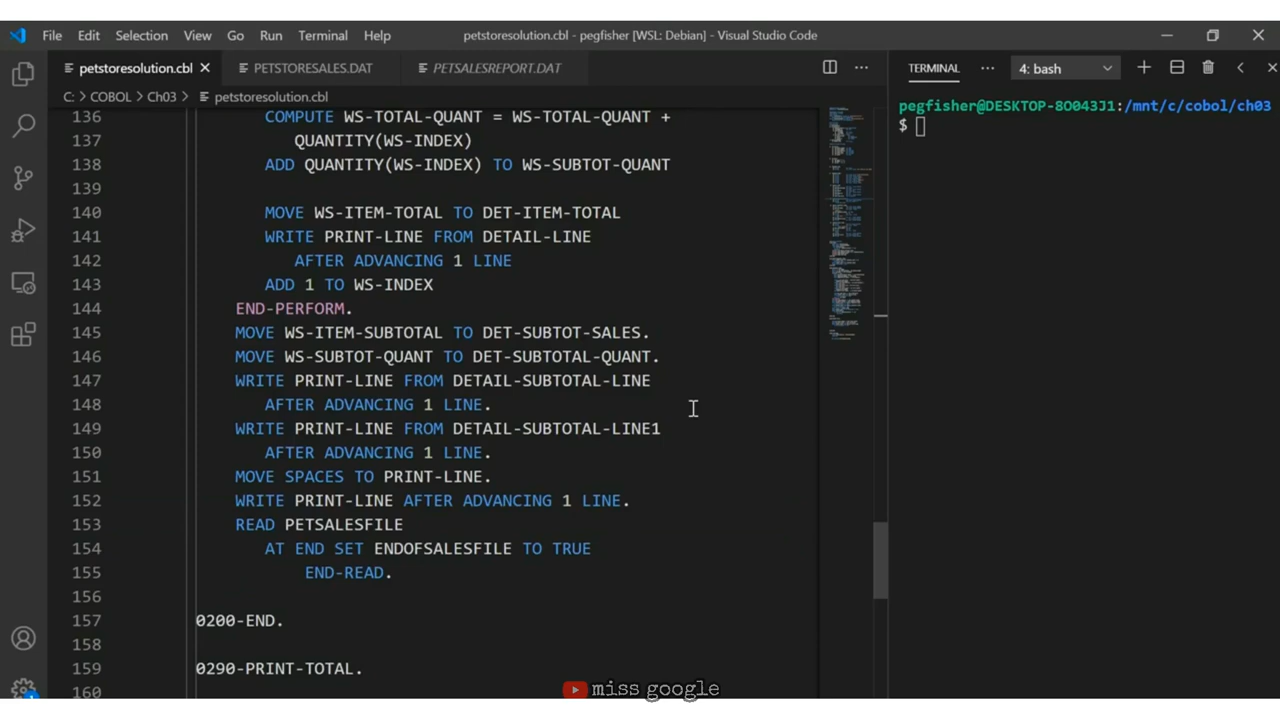 File Edit Selection View Go Run Terminal Help petstoresolution.cbl - pegfisher [WSL: Debian] - Visual Studio Code
petstoresolution.cbl PETSTORESALES.DAT PETSALESREPORT.DAT
C: > COBOL > Ch03 > petstoresolution.cbl
136 COMPUTE WS-TOTAL-QUANT = WS-TOTAL-QUANT +
137 QUANTITY(WS-INDEX)
138 ADD QUANTITY(WS-INDEX) TO WS-SUBTOT-QUANT
139
140 MOVE WS-ITEM-TOTAL TO DET-ITEM-TOTAL
141 WRITE PRINT-LINE FROM DETAIL-LINE
142 AFTER ADVANCING 1 LINE
143 ADD 1 TO WS-INDEX
144 END-PERFORM.
145 MOVE WS-ITEM-SUBTOTAL TO DET-SUBTOT-SALES.
146 MOVE WS-SUBTOT-QUANT TO DET-SUBTOTAL-QUANT.
147 WRITE PRINT-LINE FROM DETAIL-SUBTOTAL-LINE
148 AFTER ADVANCING 1 LINE.
149 WRITE PRINT-LINE FROM DETAIL-SUBTOTAL-LINE1
150 AFTER ADVANCING 1 LINE.
151 MOVE SPACES TO PRINT-LINE.
152 WRITE PRINT-LINE AFTER ADVANCING 1 LINE.
153 READ PETSALESFILE
154 AT END SET ENDOFSALESFILE TO TRUE
155 END-READ.
156
157 0200-END.
158
159 0290-PRINT-TOTAL.
160
TERMINAL ... 4: bash
pegfisher@DESKTOP-8O043J1:/mnt/c/cobol/ch03
$
miss google